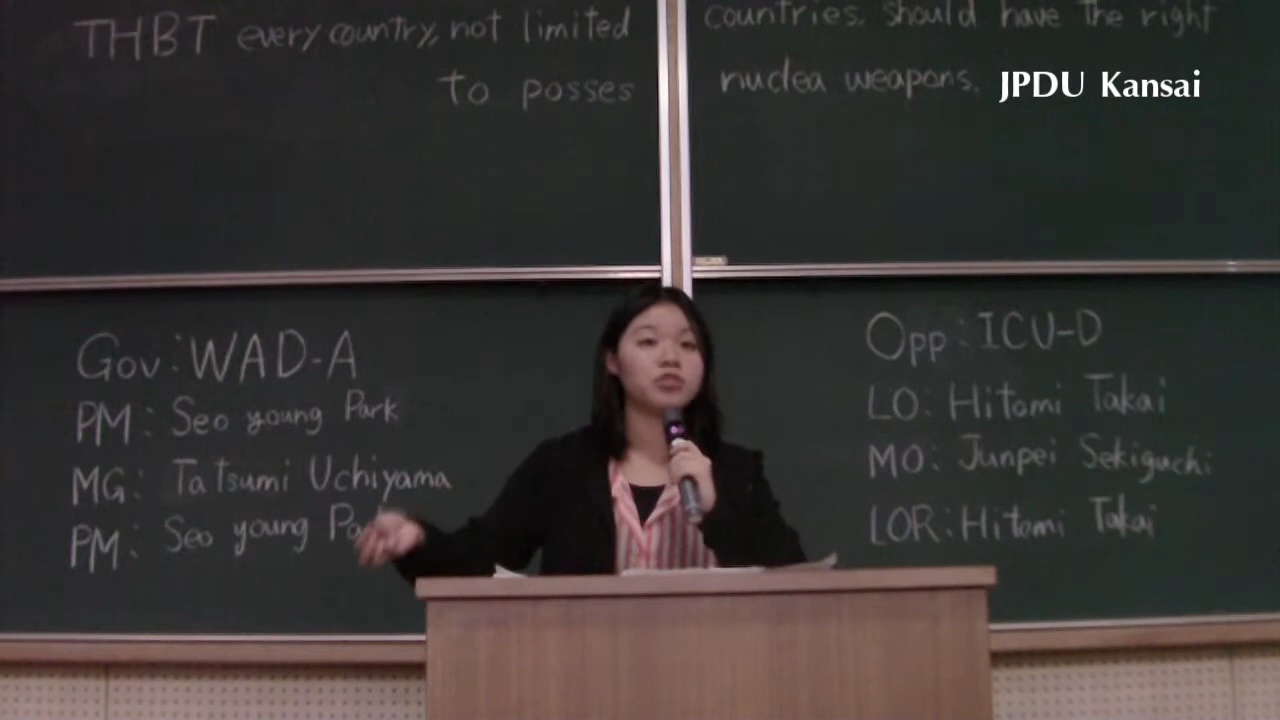 THBT every country, not limited
to posses
countries, should have the right
nuclea weapons.
JPDU Kansai
Gov: WAD-A
PM: Seo young Park
MG: Tatsumi Uchiyama
PM: Seo young
Opp: ICU-D
LO: Hitomi Takai
MO: Junpei Sekiguchi
LOR: Hitomi Takai